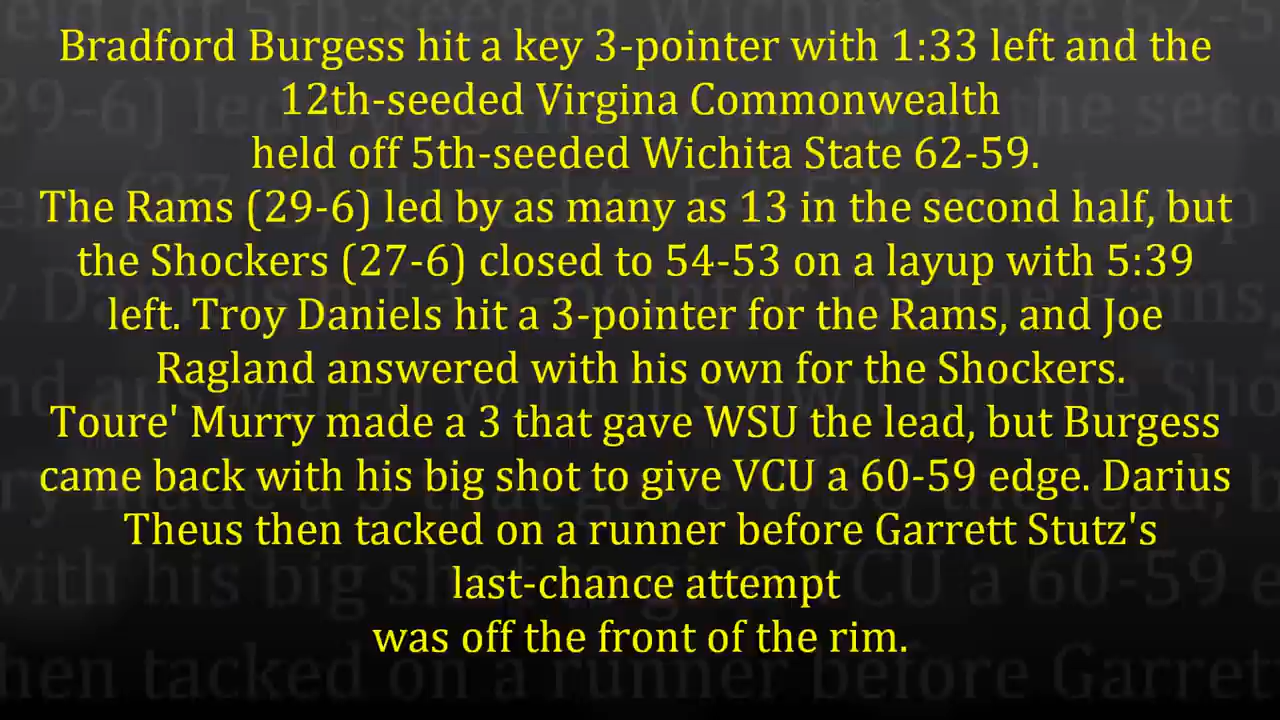 Bradford Burgess hit a key 3-pointer with 1:33 left and the
12th-seeded Virgina Commonwealth
held off 5th-seeded Wichita State 62-59.
The Rams (29-6) led by as many as 13 in the second half, but
the Shockers (27-6) closed to 54-53 on a layup with 5:39
left. Troy Daniels hit a 3-pointer for the Rams, and Joe
Ragland answered with his own for the Shockers.
Toure' Murry made a 3 that gave WSU the lead, but Burgess
came back with his big shot to give VCU a 60-59 edge. Darius
Theus then tacked on a runner before Garrett Stutz's
last-chance attempt
was off the front of the rim.